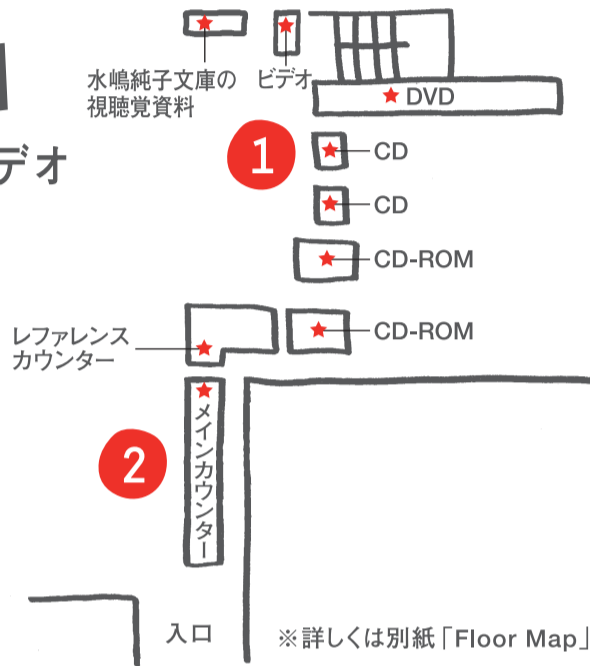 水嶋純子文庫の
視聴覚資料
ビデオ
DVD
デオ
1
CD
CD
CD-ROM
レファレンス
カウンター
CD-ROM
2
メインカウンター
入口
※詳しくは別紙「Floor Map」